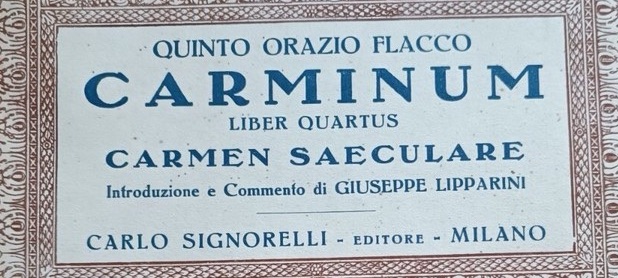 QUINTO ORAZIO FLACCO
CARMINUM
LIBER QUARTUS
CARMEN SAECULARE
Introduzione e Commento di GIUSEPPE LIPPARINI
CARLO SIGNORELLI - EDITORE - MILANO